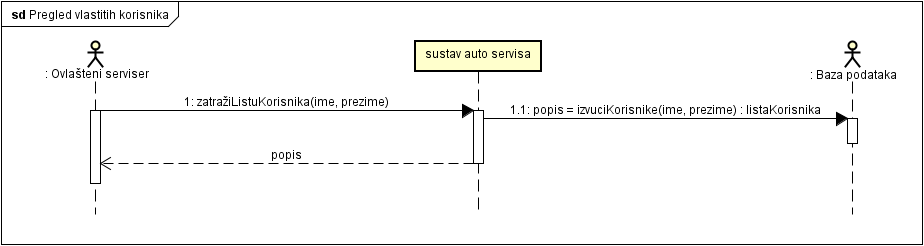 sd Pregled vlastitih korisnika
: Ovlašteni serviser
sustav auto servisa
: Baza podataka
1: zatražiListuKorisnika(ime, prezime)
1.1: popis = izvuciKorisnike(ime, prezime) : listaKorisnika
popis